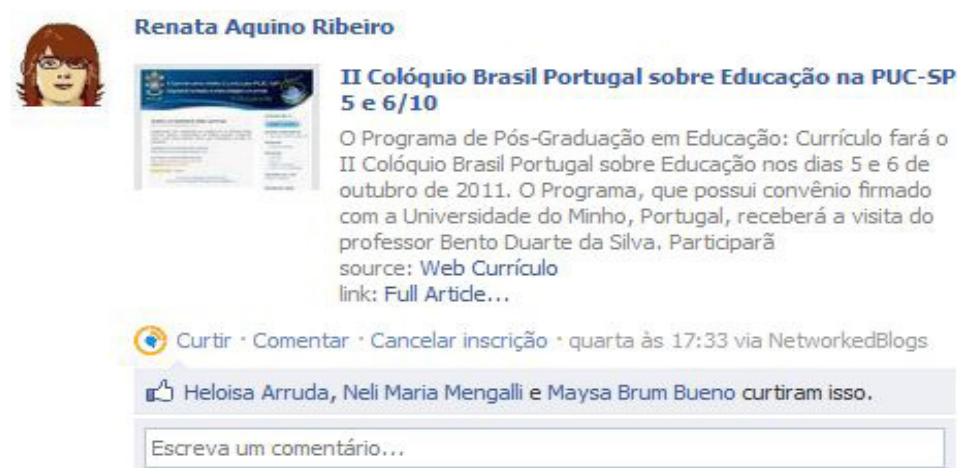 Renata Aquino Ribeiro
II Colóquio Brasil Portugal sobre Educação na PUC-SP
5 e 6/10
O Programa de Pós-Graduação em Educação: Currículo fará o
II Colóquio Brasil Portugal sobre Educação nos dias 5 e 6 de
outubro de 2011. O Programa, que possui convênio firmado
com a Universidade do Minho, Portugal, receberá a visita do
professor Bento Duarte da Silva. Participarã
source: Web Currículo
link: Full Article...
Curtir · Comentar · Cancelar inscrição · quarta às 17:33 via NetworkedBlogs
Heloisa Arruda, Neli Maria Mengalli e Maysa Brum Bueno curtiram isso.
Escreva um comentário...